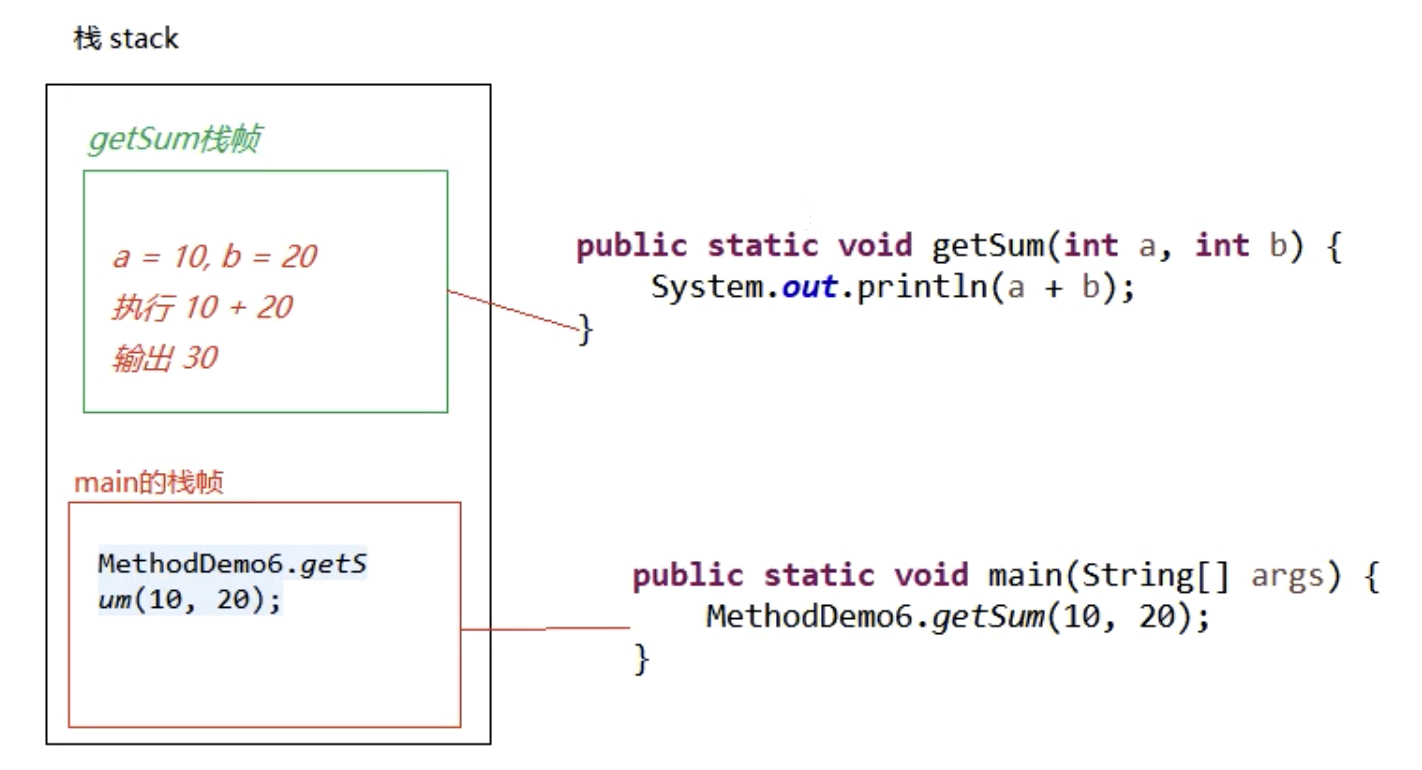 栈 stack
getSum栈帧
a = 10, b = 20
执行 10 + 20
输出 30
public static void getSum(int a, int b) {
System.out.println(a + b);
}
main的栈帧
MethodDemo6.getS
um(10, 20);
public static void main(String[] args) {
MethodDemo6.getSum(10, 20);
}